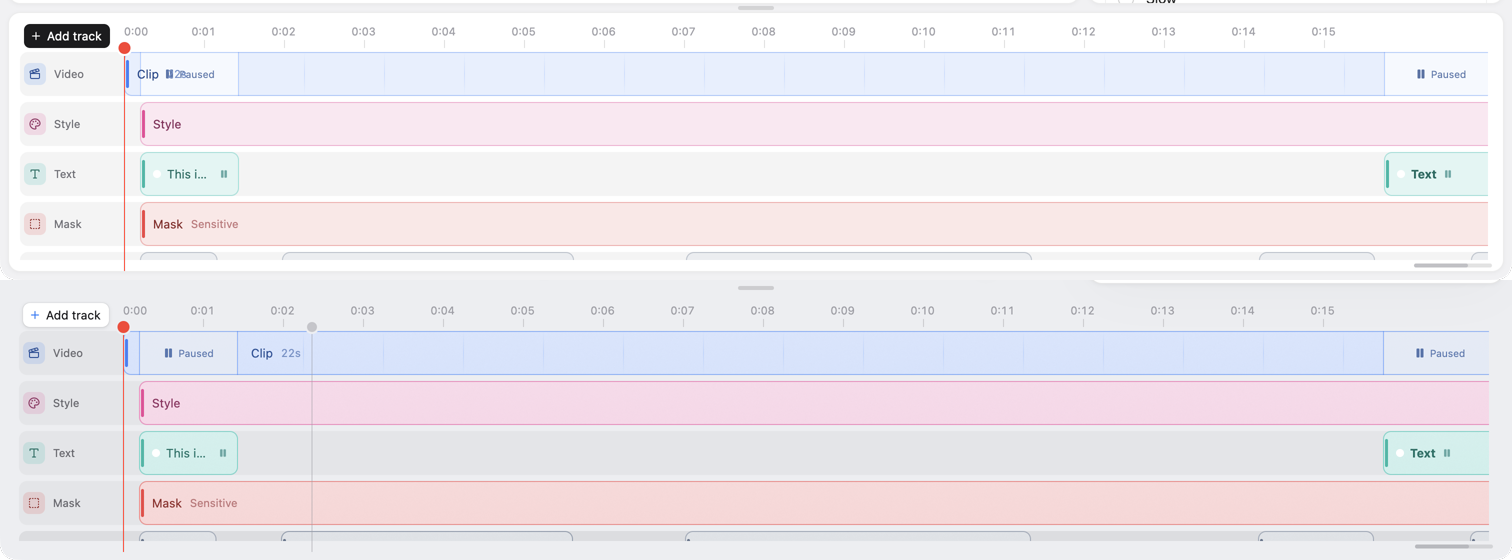 Slow
+ Add track 0:00 0:01 0:02 0:03 0:04 0:05 0:06 0:07 0:08 0:09 0:10 0:11 0:12 0:13 0:14 0:15
Video Clip Paused Paused
Style Style
Text This i... Text
Mask Mask Sensitive
+ Add track 0:00 0:01 0:02 0:03 0:04 0:05 0:06 0:07 0:08 0:09 0:10 0:11 0:12 0:13 0:14 0:15
Video Paused Clip 22s Paused
Style Style
Text This i... Text
Mask Mask Sensitive